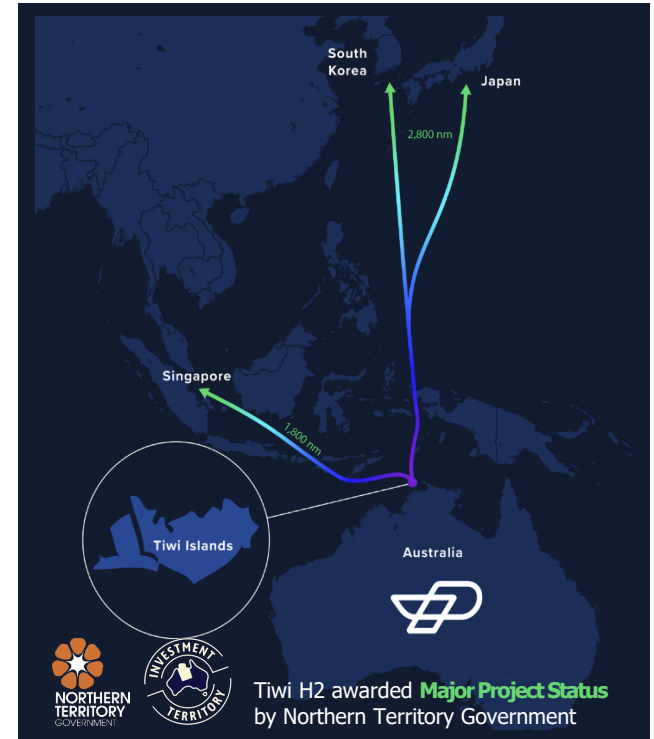 South
Korea
Japan
2,800 nm
Singapore
1,800 nm
Tiwi Islands
Australia
NORTHERN
TERRITORY
GOVERNMENT
INVESTMENT
TERRITORY
Tiwi H2 awarded Major Project Status
by Northern Territory Government